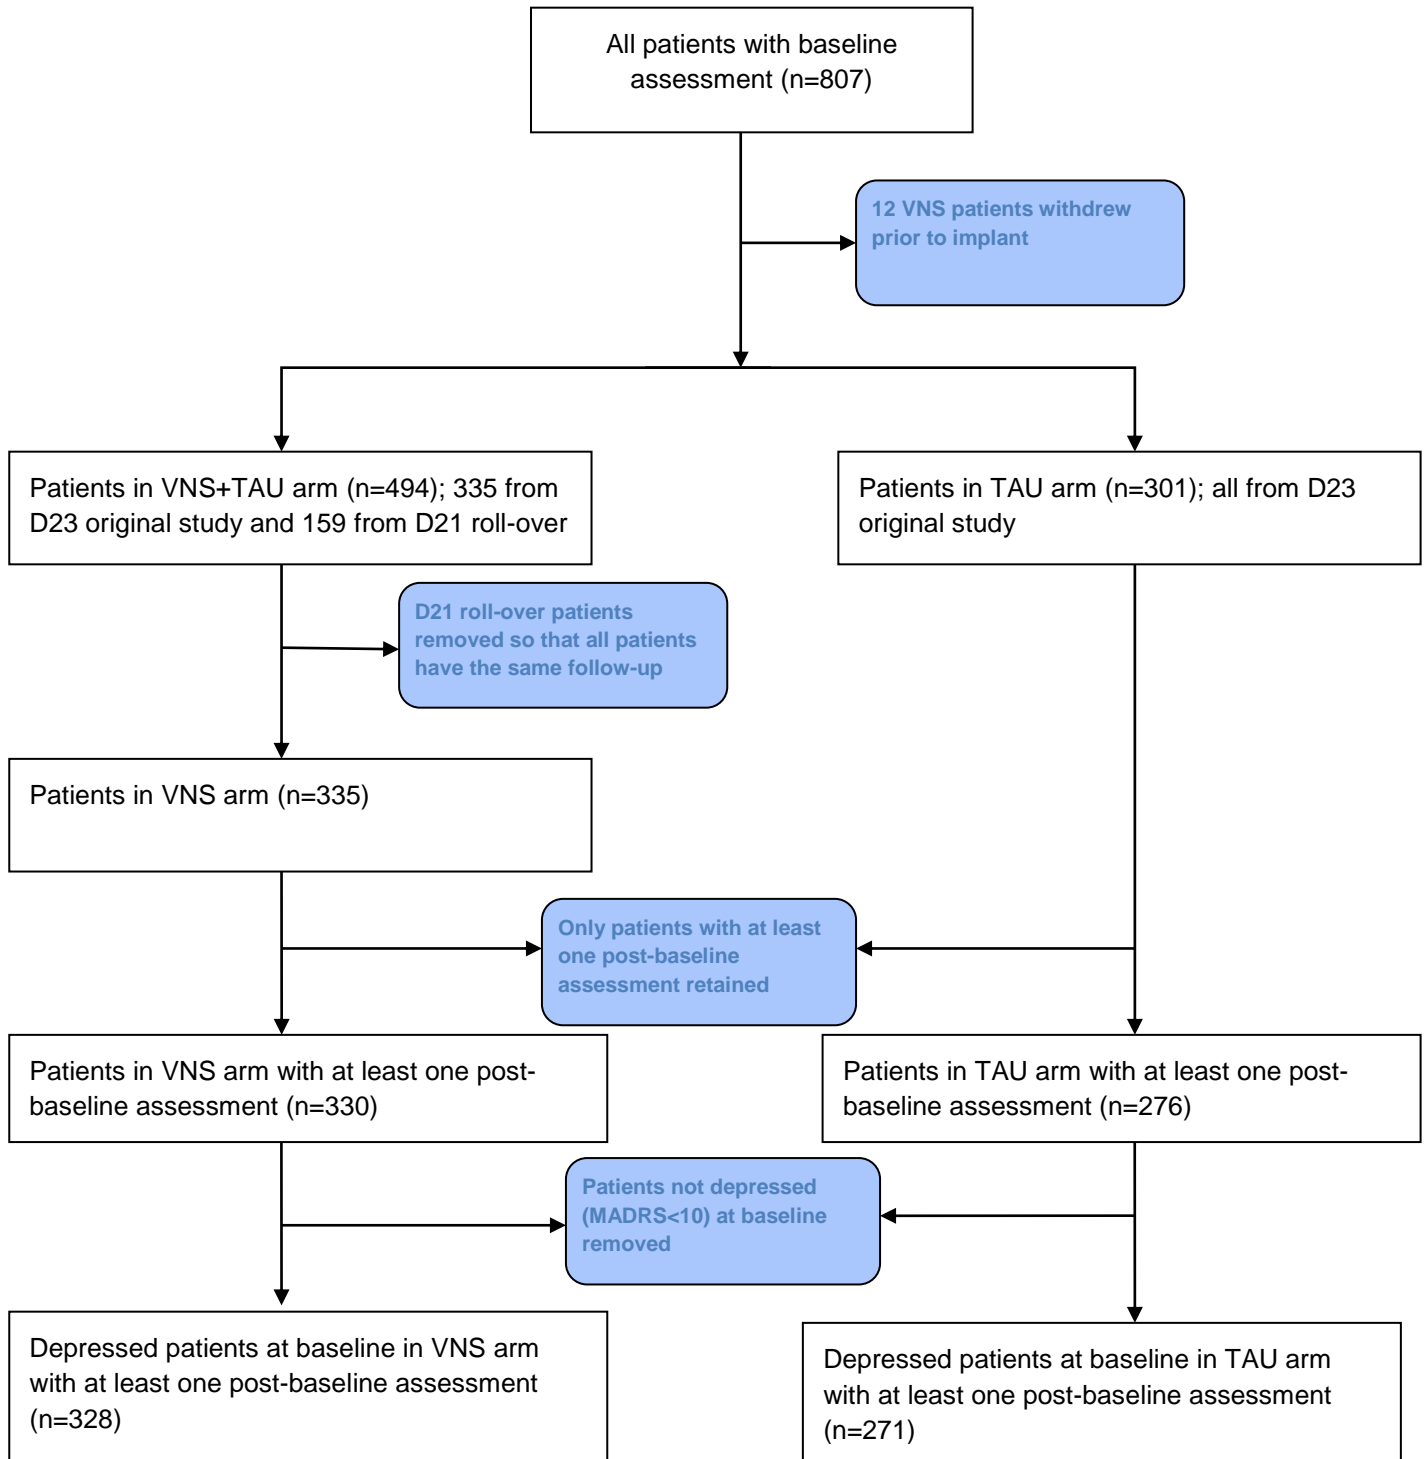 All patients with baseline
assessment (n=807)
12 VNS patients withdrew
prior to implant
Patients in VNS+TAU arm (n=494); 335 from
D23 original study and 159 from D21 roll-over
Patients in TAU arm (n=301); all from D23
original study
D21 roll-over patients
removed so that all patients
have the same follow-up
Patients in VNS arm (n=335)
Only patients with at least
one post-baseline
assessment retained
Patients in VNS arm with at least one post-
baseline assessment (n=330)
Patients in TAU arm with at least one post-
baseline assessment (n=276)
Patients not depressed
(MADRS<10) at baseline
removed
Depressed patients at baseline in VNS arm
with at least one post-baseline assessment
(n=328)
Depressed patients at baseline in TAU arm
with at least one post-baseline assessment
(n=271)